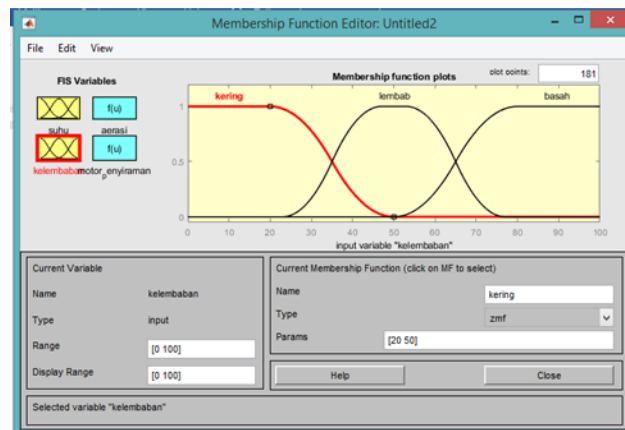 Membership Function Editor: Untitled2
File Edit View
FIS Variables
f(u)
suhu aerasi
f(u)
kelembaban motor_penyiraman
Membership function plots
plot points: 181
kering lembab basah
1
0.5
0
0 10 20 30 40 50 60 70 80 90 100
input variable "kelembaban"
Current Variable
Name kelembaban
Type input
Range [0 100]
Display Range [0 100]
Current Membership Function (click on MF to select)
Name kering
Type zmf
Params [20 50]
Help Close
Selected variable "kelembaban"